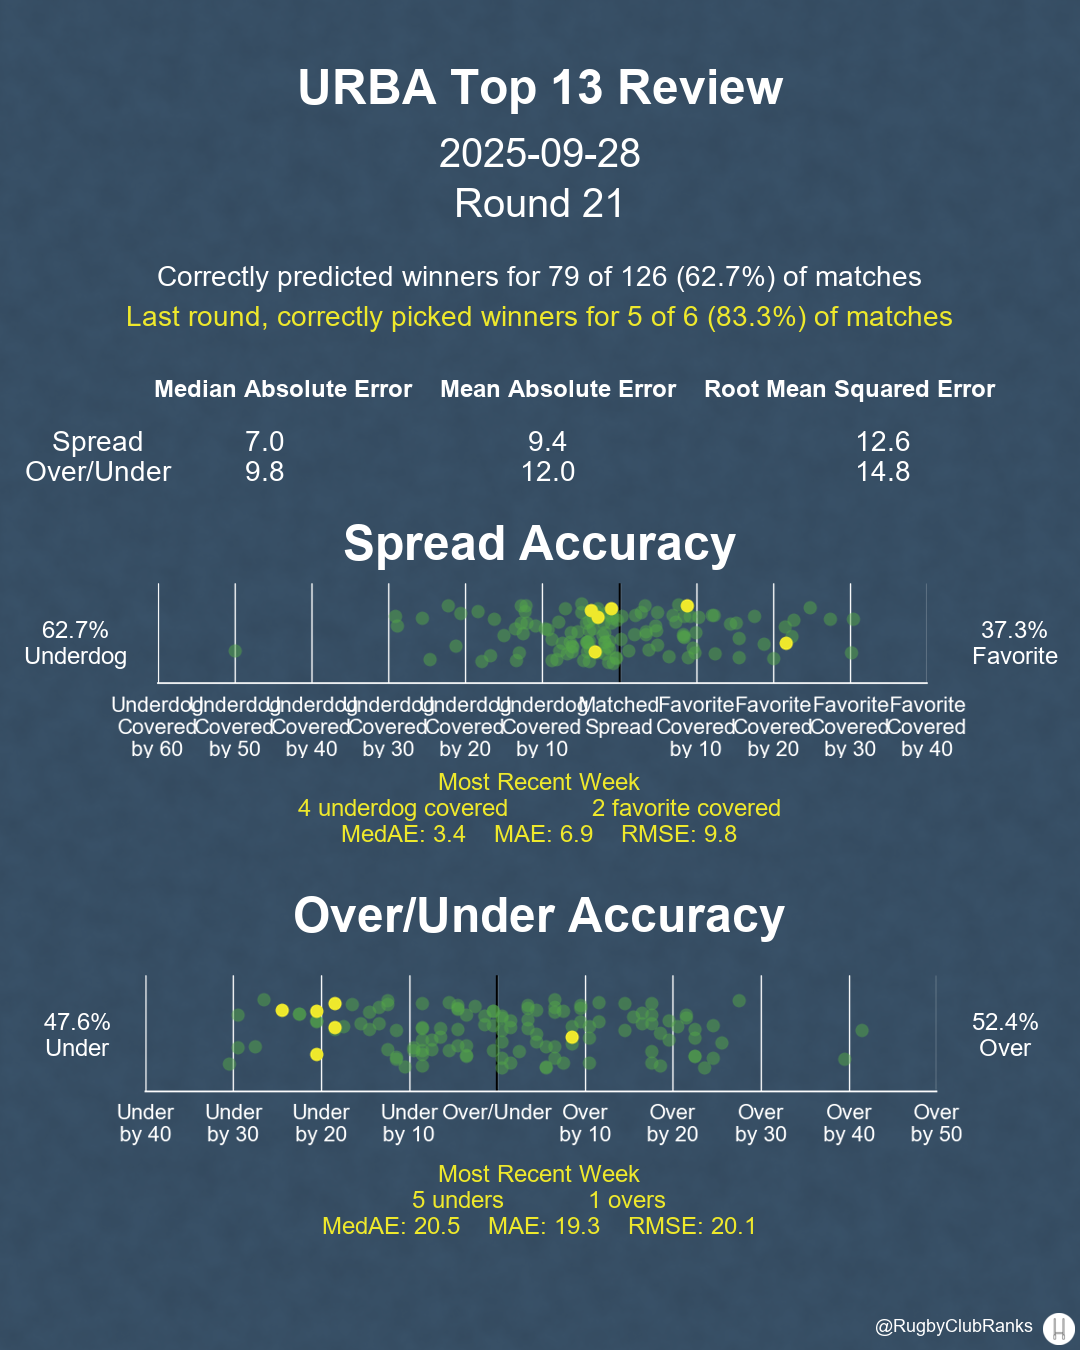 URBA Top 13 Review
2025-09-28
Round 21
Correctly predicted winners for 79 of 126 (62.7%) of matches
Last round, correctly picked winners for 5 of 6 (83.3%) of matches
Median Absolute Error Mean Absolute Error Root Mean Squared Error
Spread 7.0 9.4 12.6
Over/Under 9.8 12.0 14.8
Spread Accuracy
62.7% Underdog
37.3% Favorite
Underdog Underdog Underdog Underdog Underdog Underdog Matched Favorite Favorite Favorite Favorite
Covered Covered Covered Covered Covered Covered Spread Covered Covered Covered Covered
by 60 by 50 by 40 by 30 by 20 by 10 by 10 by 20 by 30 by 40
Most Recent Week
4 underdog covered 2 favorite covered
MedAE: 3.4 MAE: 6.9 RMSE: 9.8
Over/Under Accuracy
47.6% Under
52.4% Over
Under Under Under Under Over/Under Over Over Over Over Over
by 40 by 30 by 20 by 10 by 10 by 20 by 30 by 40 by 50
Most Recent Week
5 unders 1 overs
MedAE: 20.5 MAE: 19.3 RMSE: 20.1
@RugbyClubRanks